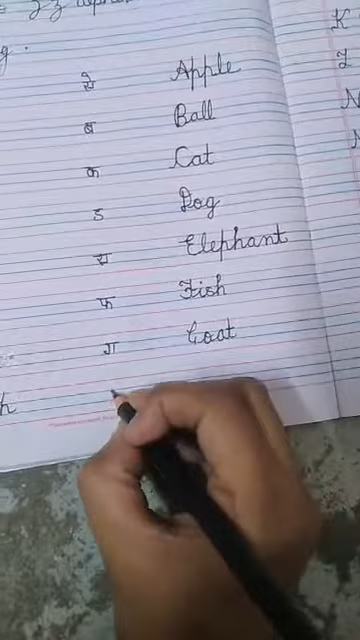 से Apple
ब Ball
क Cat
ड Dog
य Elephant
फ Fish
ग Goat